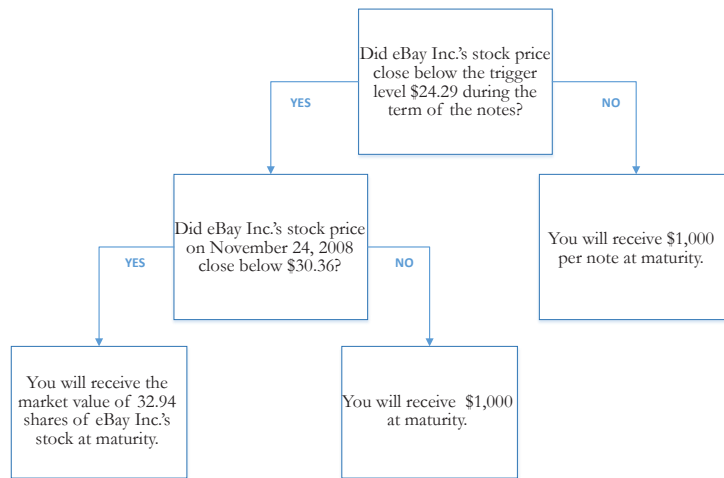 Did eBay Inc.'s stock price
close below the trigger
level $24.29 during the
term of the notes?
YES
NO
Did eBay Inc.'s stock price
on November 24, 2008
close below $30.36?
You will receive $1,000
per note at maturity.
YES
NO
You will receive the
market value of 32.94
shares of eBay Inc.'s
stock at maturity.
You will receive $1,000
at maturity.